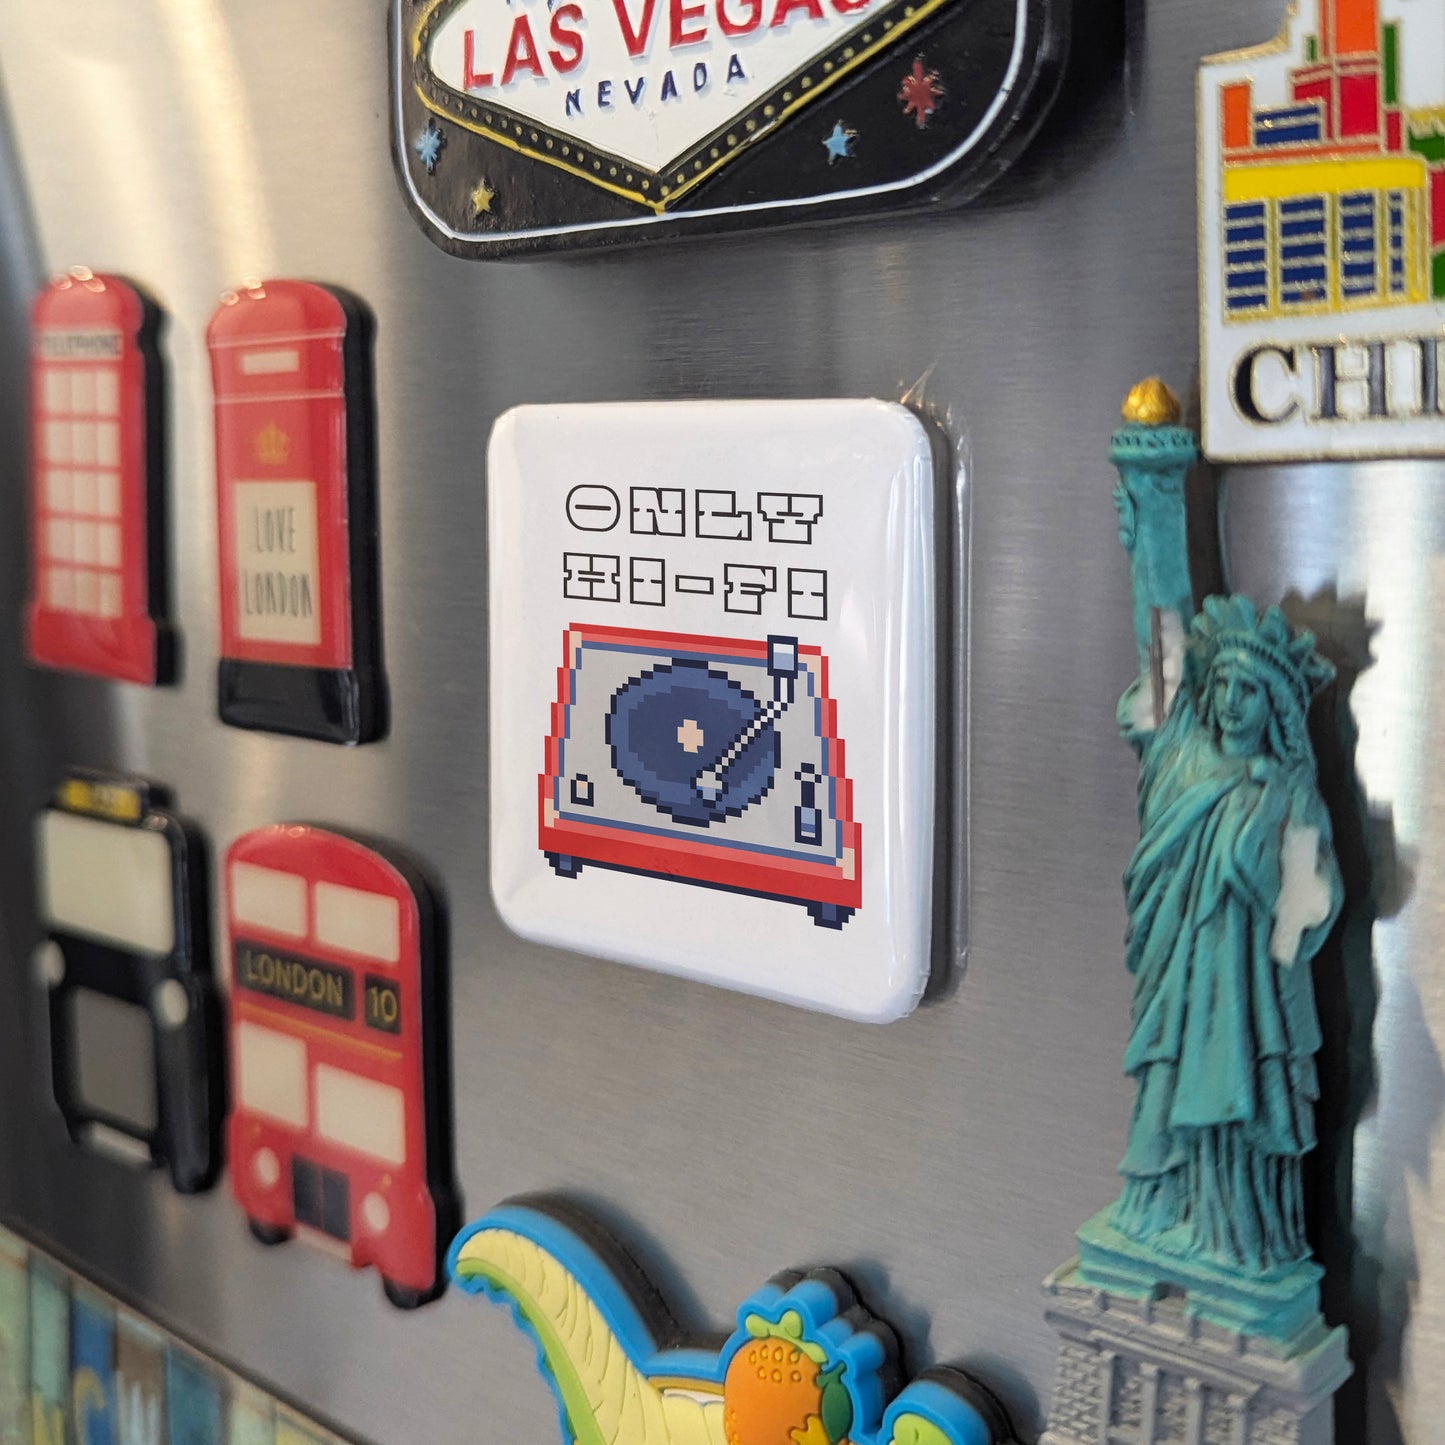 LAS VEGAS
NEVADA
CHI
TELEPHONE
LOVE
LONDON
ONLY
HI-FI
LONDON 10